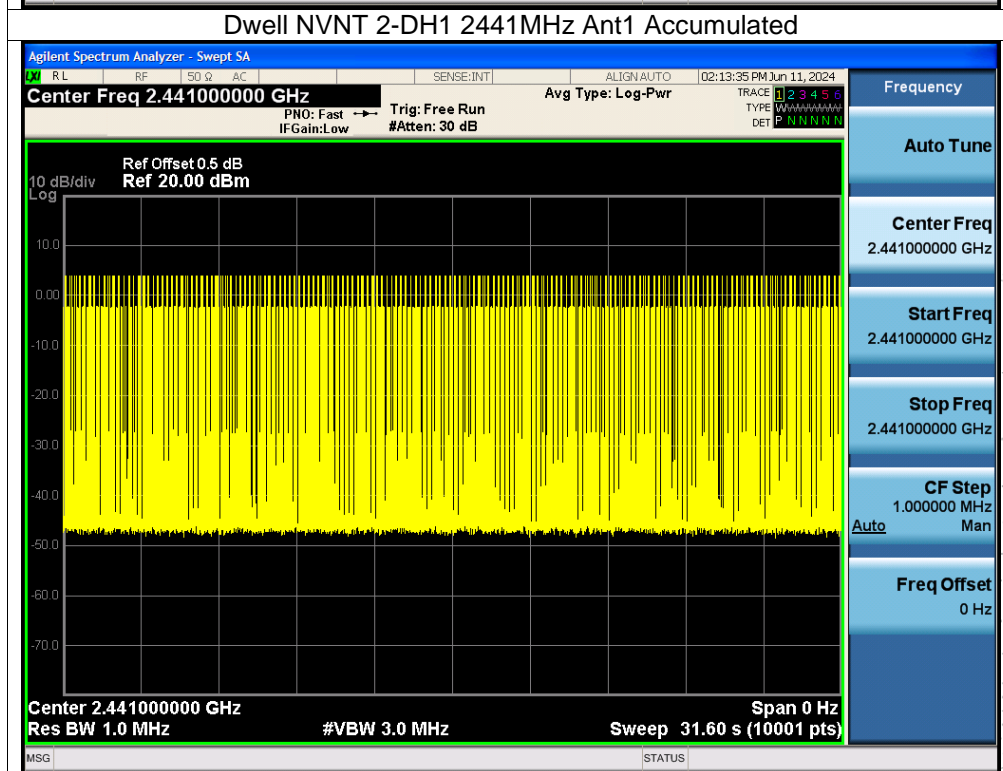 Dwell NVNT 2-DH1 2441MHz Ant1 Accumulated
Agilent Spectrum Analyzer - Swept SA
LXI RL RF 50 Ω AC SENSE:INT ALIGN AUTO 02:13:35 PM Jun 11, 2024
Center Freq 2.441000000 GHz
PNO: Fast
IFGain:Low
Trig: Free Run
#Atten: 30 dB
Avg Type: Log-Pwr
TRACE 1 2 3 4 5 6
TYPE WWWWWW
DET P N N N N N
Ref Offset 0.5 dB
10 dB/div Ref 20.00 dBm
Log
10.0
0.00
-10.0
-20.0
-30.0
-40.0
-50.0
-60.0
-70.0
Center 2.441000000 GHz Span 0 Hz
Res BW 1.0 MHz #VBW 3.0 MHz Sweep 31.60 s (10001 pts)
MSG STATUS
Frequency
Auto Tune
Center Freq
2.441000000 GHz
Start Freq
2.441000000 GHz
Stop Freq
2.441000000 GHz
CF Step
1.000000 MHz
Auto Man
Freq Offset
0 Hz